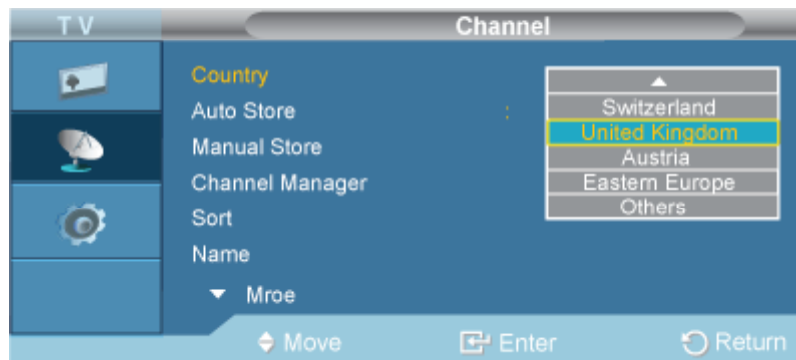 T V
Channel
Country
Auto Store :
Manual Store
Channel Manager
Sort
Name
Mroe
Switzerland
United Kingdom
Austria
Eastern Europe
Others
Move Enter Return